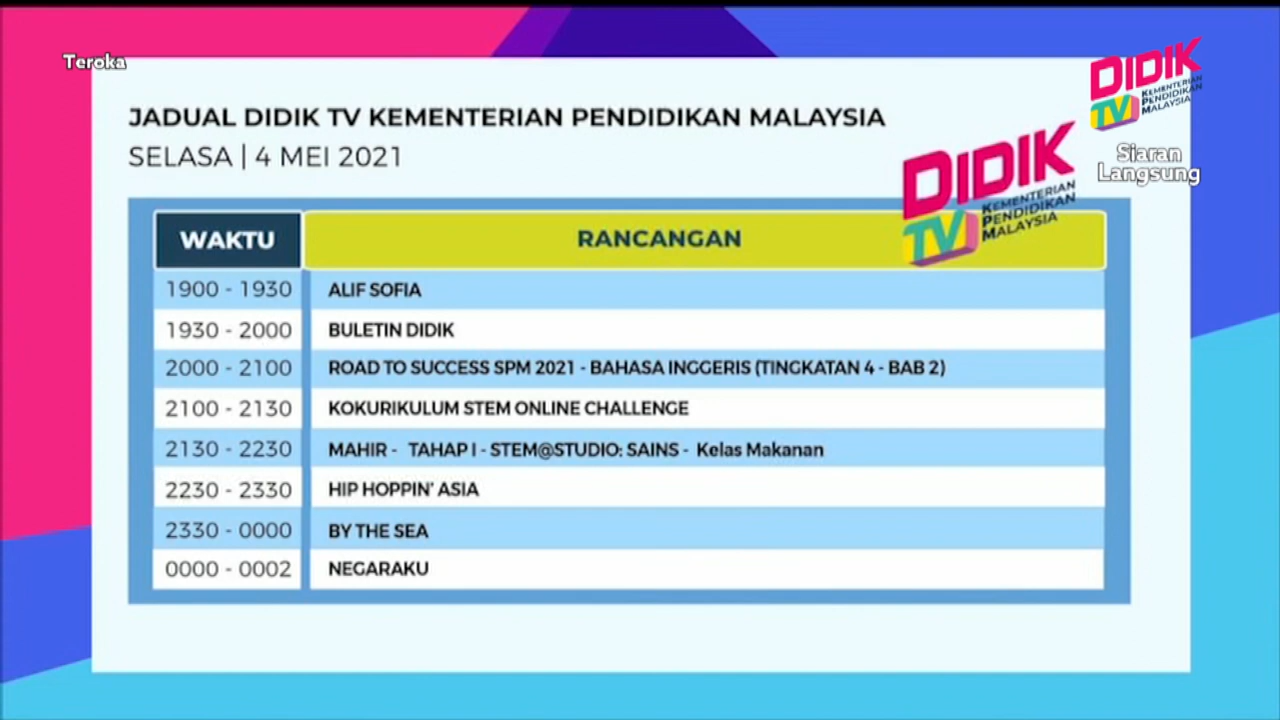 Teroka
DIDIK
TV KEMENTERIAN
PENDIDIKAN
MALAYSIA
Siaran
Langsung
JADUAL DIDIK TV KEMENTERIAN PENDIDIKAN MALAYSIA
SELASA | 4 MEI 2021
DIDIK
TV KEMENTERIAN
PENDIDIKAN
MALAYSIA
WAKTU RANCANGAN
1900 - 1930 ALIF SOFIA
1930 - 2000 BULETIN DIDIK
2000 - 2100 ROAD TO SUCCESS SPM 2021 - BAHASA INGGERIS (TINGKATAN 4 - BAB 2)
2100 - 2130 KOKURIKULUM STEM ONLINE CHALLENGE
2130 - 2230 MAHIR - TAHAP I - STEM@STUDIO: SAINS - Kelas Makanan
2230 - 2330 HIP HOPPIN' ASIA
2330 - 0000 BY THE SEA
0000 - 0002 NEGARAKU